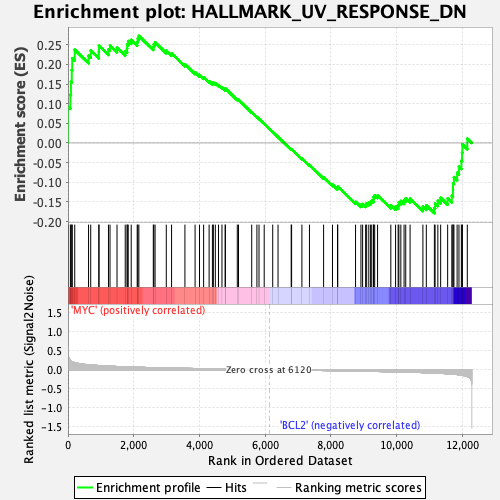 Enrichment plot: HALLMARK_UV_RESPONSE_DN
Enrichment score (ES)
0.25
0.20
0.15
0.10
0.05
0.00
-0.05
-0.10
-0.15
-0.20
'MYC' (positively correlated)
Ranked list metric (Signal2Noise)
1.5
1.0
0.5
0.0
-0.5
-1.0
-1.5
Zero cross at 6120
'BCL2' (negatively correlated)
0
2,000
4,000
6,000
8,000
10,000
12,000
Rank in Ordered Dataset
Enrichment profile
Hits
Ranking metric scores